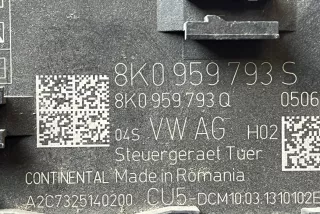 8K0 959 793 S
8K0 959 793 Q 0506
04S VW AG H02
Steuergeraet Tuer
CONTINENTAL Made in Romania
A2C7325140200 CU5-DCM10.03.1310102E